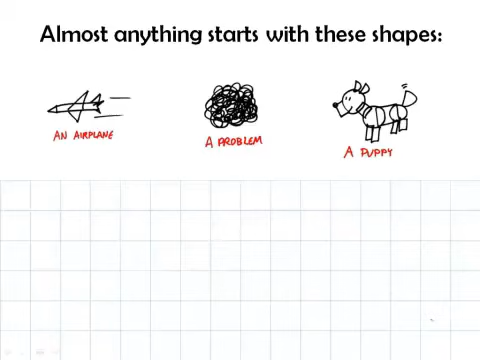 Almost anything starts with these shapes:
AN AIRPLANE
A PROBLEM
A PUPPY